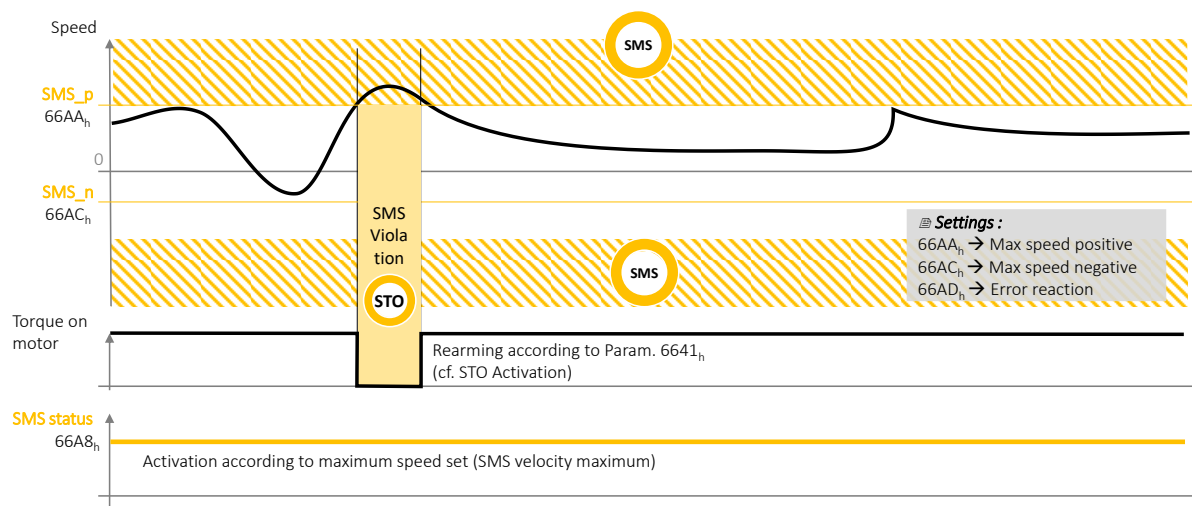 Speed
SMS
SMS_p
66AAₕ
0
SMS_n
66ACₕ
SMS
Viola
tion
STO
SMS
Settings :
66AAₕ → Max speed positive
66ACₕ → Max speed negative
66ADₕ → Error reaction
Torque on
motor
Rearming according to Param. 6641ₕ
(cf. STO Activation)
SMS status
66A8ₕ
Activation according to maximum speed set (SMS velocity maximum)